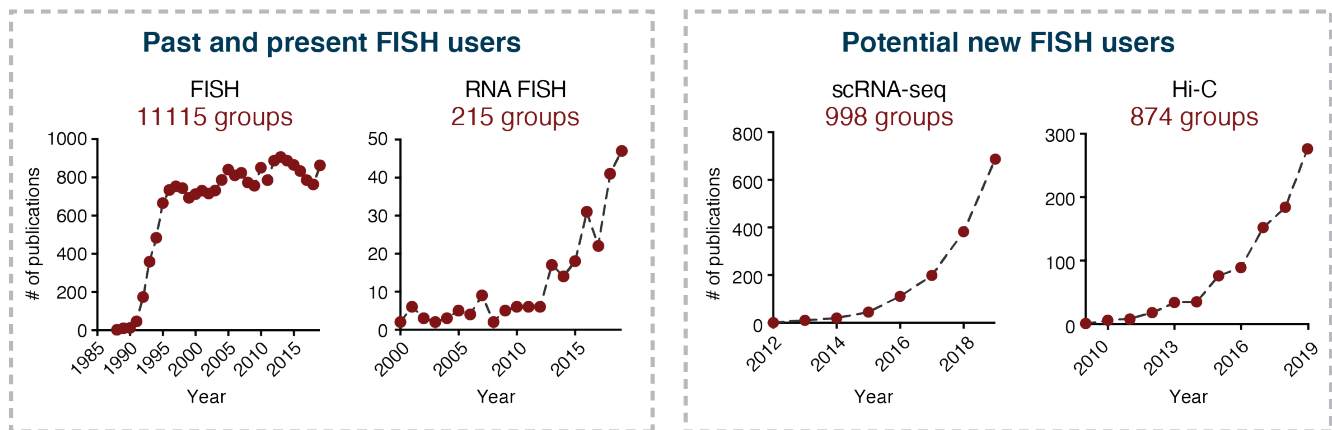 Past and present FISH users
FISH
11115 groups
# of publications
1000
800
600
400
200
0
1985
1990
1995
2000
2005
2010
2015
Year
RNA FISH
215 groups
50
40
30
20
10
0
2000
2005
2010
2015
Year
Potential new FISH users
scRNA-seq
998 groups
# of publications
800
600
400
200
0
2012
2014
2016
2018
Year
Hi-C
874 groups
300
200
100
0
2010
2013
2016
2019
Year